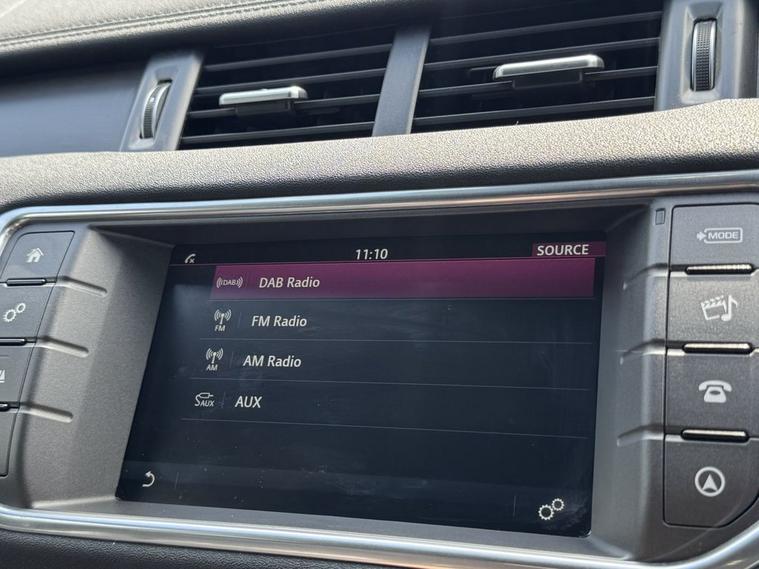 11:10
SOURCE
DAB
DAB Radio
FM
FM Radio
AM
AM Radio
AUX
AUX
MODE